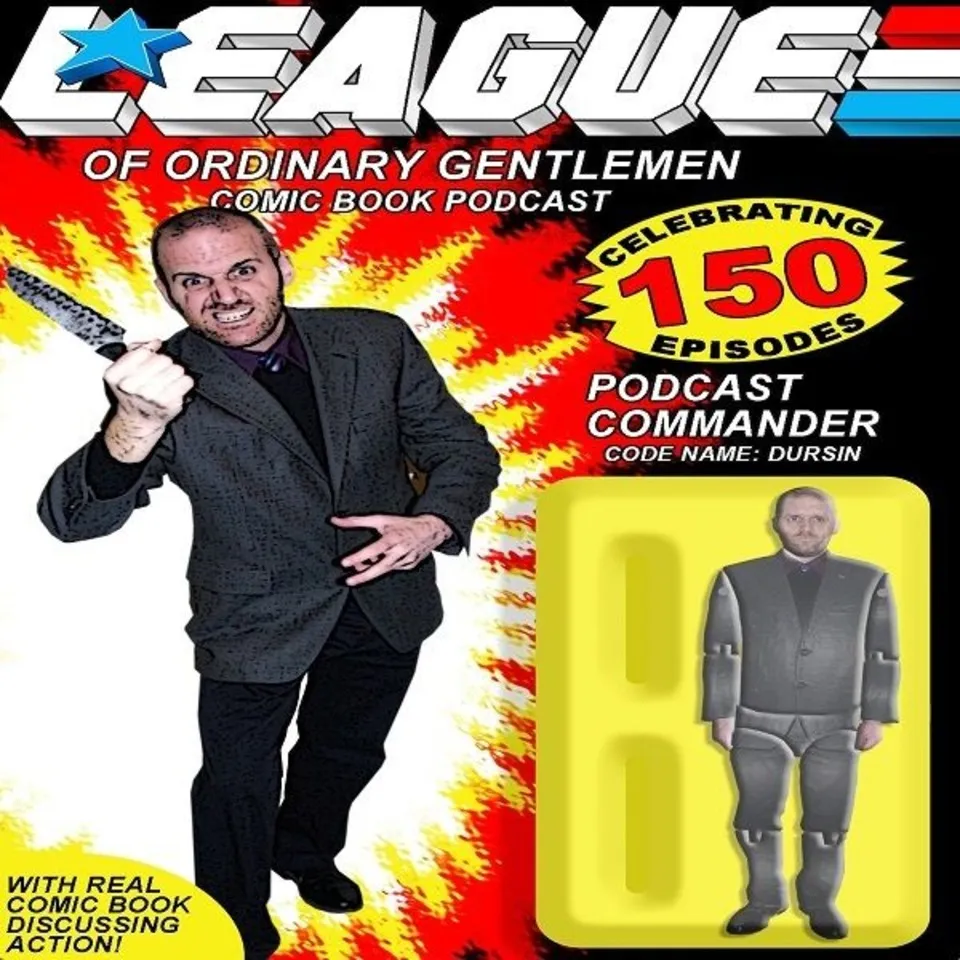 LEAGUE
OF ORDINARY GENTLEMEN
COMIC BOOK PODCAST
CELEBRATING
150
EPISODES
PODCAST
COMMANDER
CODE NAME: DURSIN
WITH REAL
COMIC BOOK
DISCUSSING
ACTION!